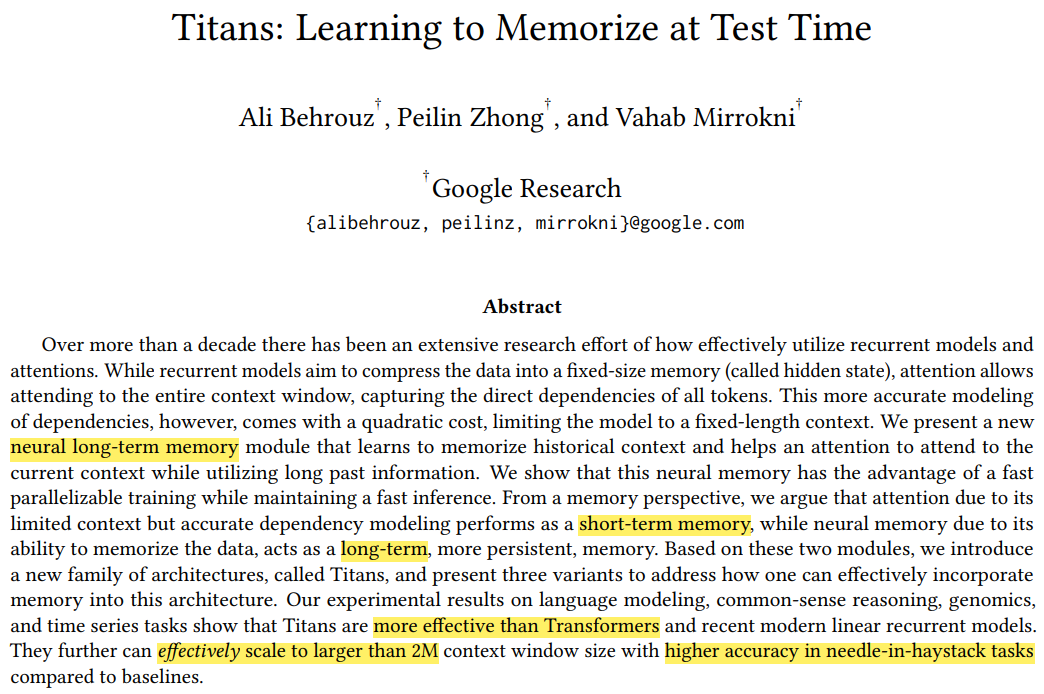 Titans: Learning to Memorize at Test Time
Ali Behrouz†, Peilin Zhong†, and Vahab Mirrokni†
†Google Research
{alibehrouz, peilinz, mirrokni}@google.com
Abstract
Over more than a decade there has been an extensive research effort of how effectively utilize recurrent models and
attentions. While recurrent models aim to compress the data into a fixed-size memory (called hidden state), attention allows
attending to the entire context window, capturing the direct dependencies of all tokens. This more accurate modeling
of dependencies, however, comes with a quadratic cost, limiting the model to a fixed-length context. We present a new
neural long-term memory module that learns to memorize historical context and helps an attention to attend to the
current context while utilizing long past information. We show that this neural memory has the advantage of a fast
parallelizable training while maintaining a fast inference. From a memory perspective, we argue that attention due to its
limited context but accurate dependency modeling performs as a short-term memory, while neural memory due to its
ability to memorize the data, acts as a long-term, more persistent, memory. Based on these two modules, we introduce
a new family of architectures, called Titans, and present three variants to address how one can effectively incorporate
memory into this architecture. Our experimental results on language modeling, common-sense reasoning, genomics,
and time series tasks show that Titans are more effective than Transformers and recent modern linear recurrent models.
They further can effectively scale to larger than 2M context window size with higher accuracy in needle-in-haystack tasks
compared to baselines.